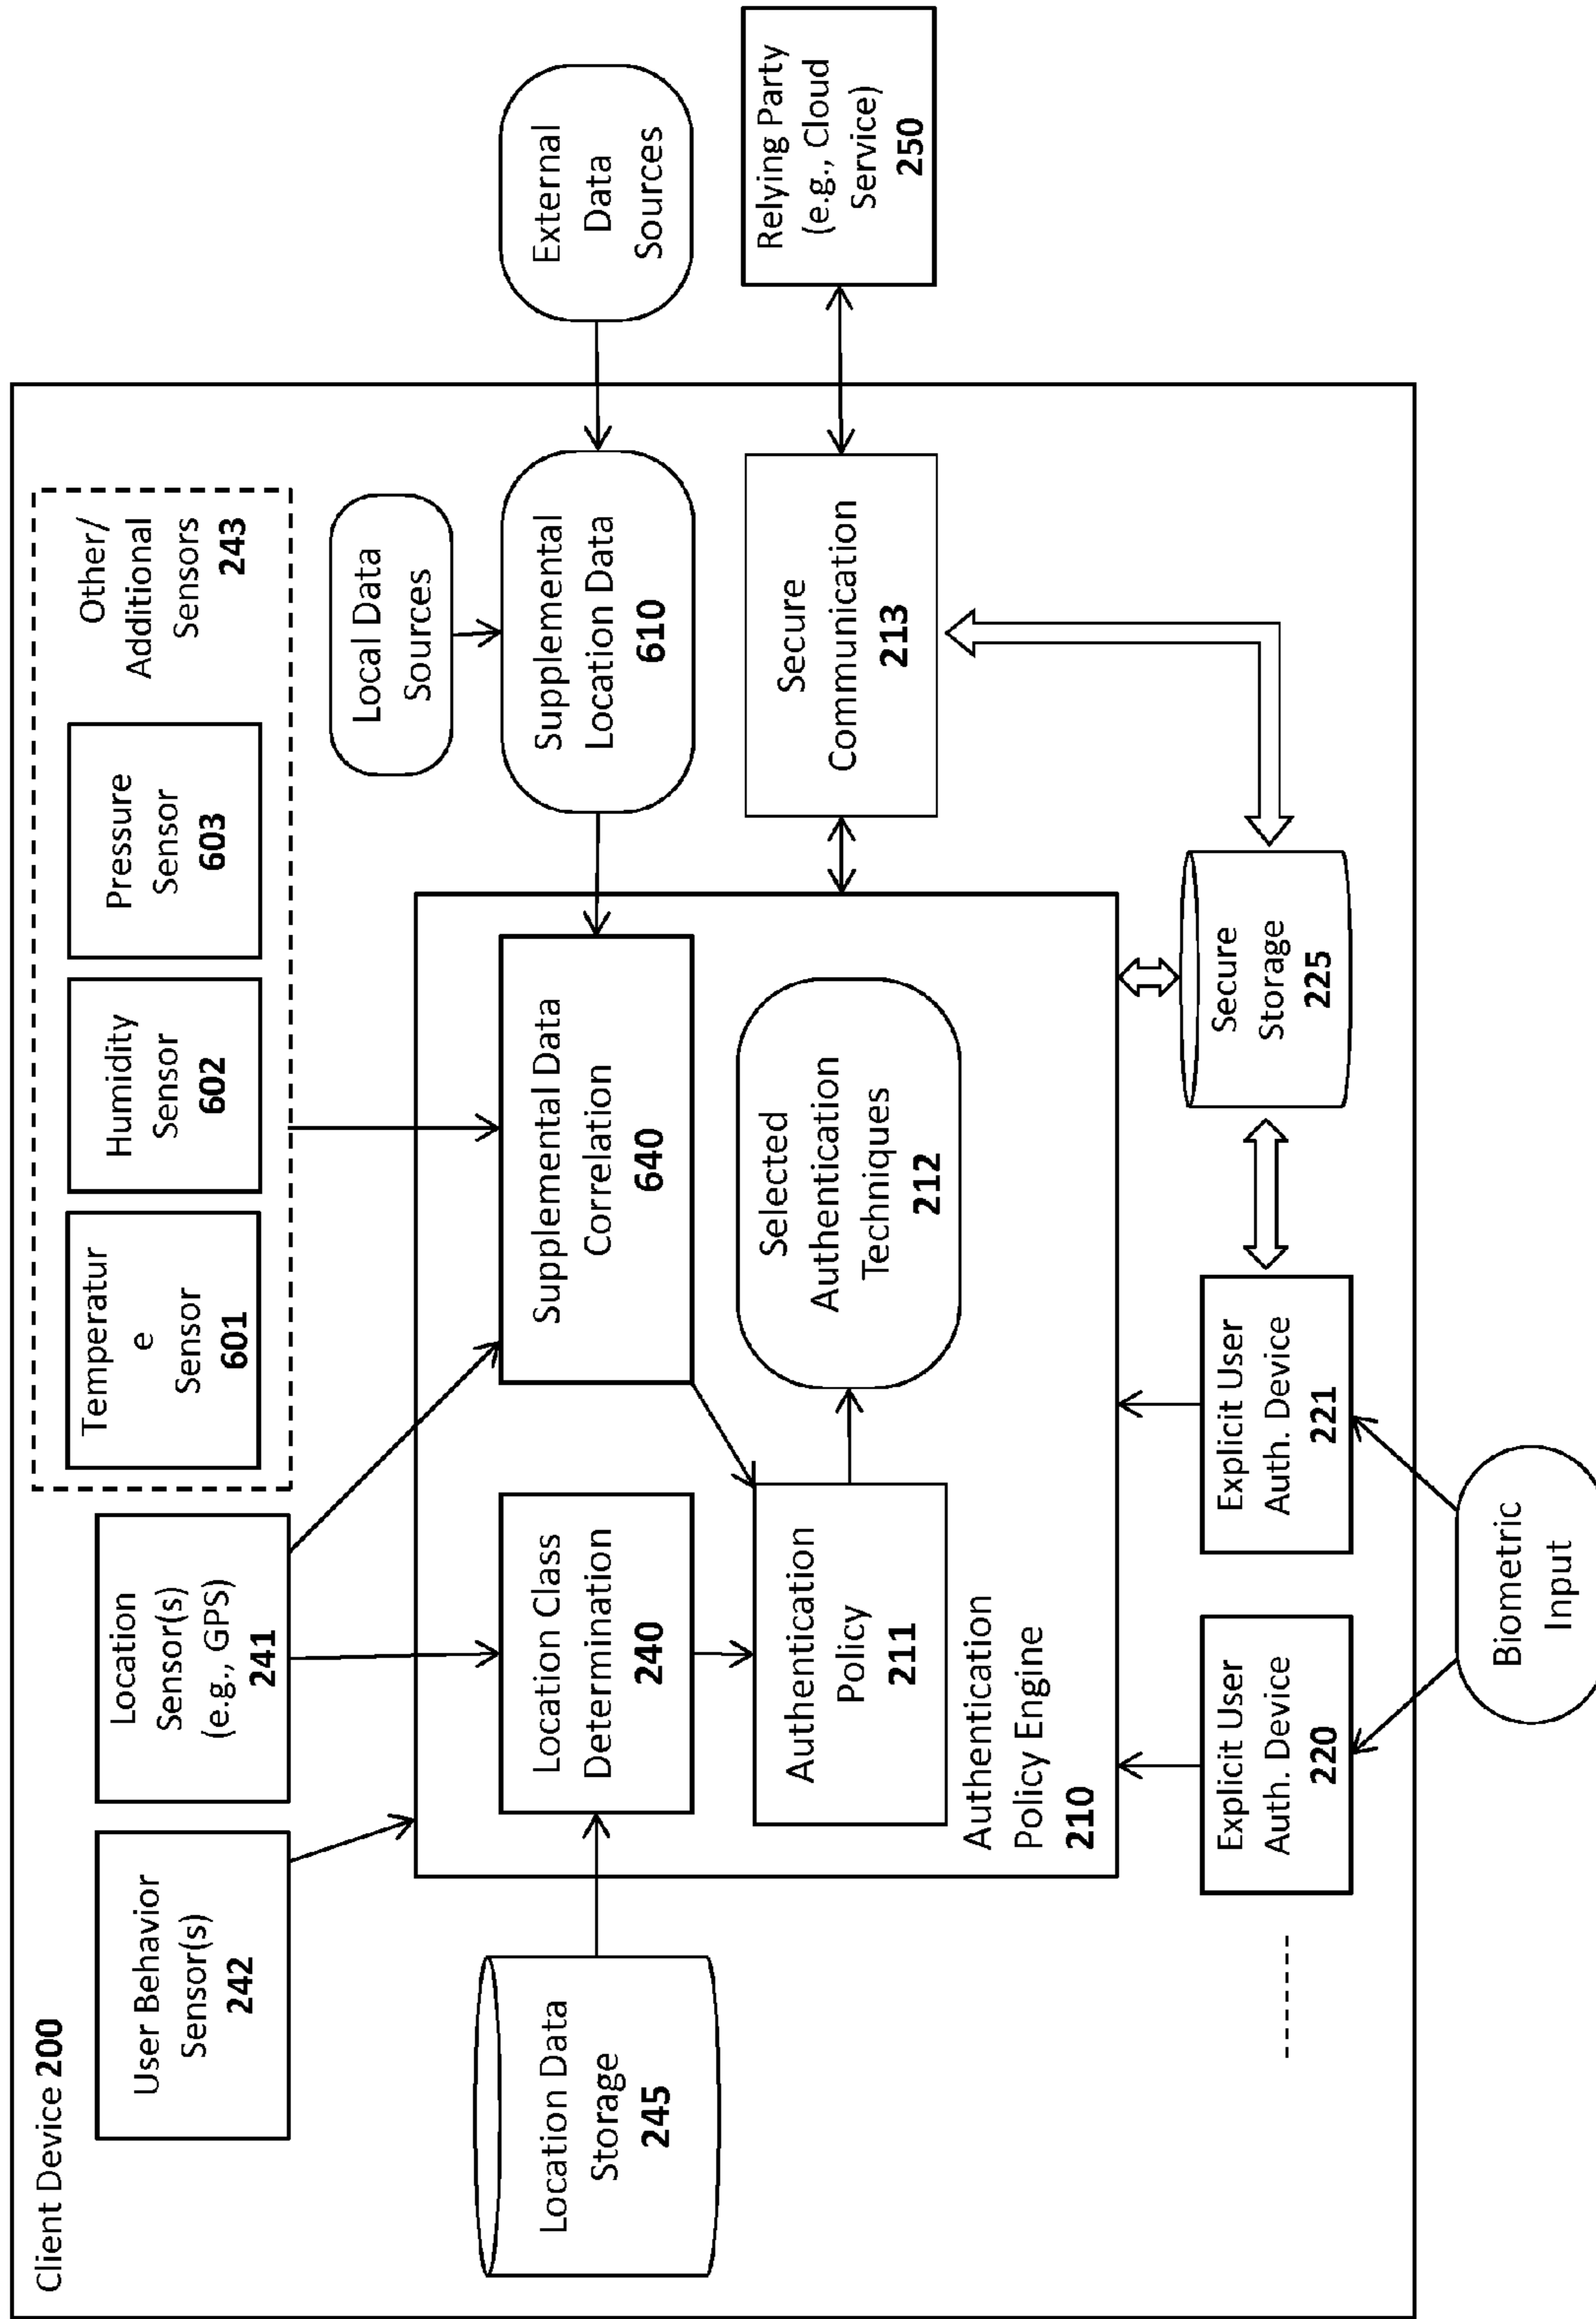 Client Device 200
User Behavior
Sensor(s)
242
Location
Sensor(s)
(e.g., GPS)
241
Temperatur
e
Sensor
601
Humidity
Sensor
602
Pressure
Sensor
603
Other/
Additional
Sensors
243
Local Data
Sources
Location Data
Storage
245
Location Class
Determination
240
Supplemental Data
Correlation
640
Supplemental
Location Data
610
External
Data
Sources
Authentication
Policy
211
Selected
Authentication
Techniques
212
Secure
Communication
213
Relying Party
(e.g., Cloud
Service)
250
Authentication
Policy Engine
210
Explicit User
Auth. Device
220
Explicit User
Auth. Device
221
Secure
Storage
225
Biometric
Input